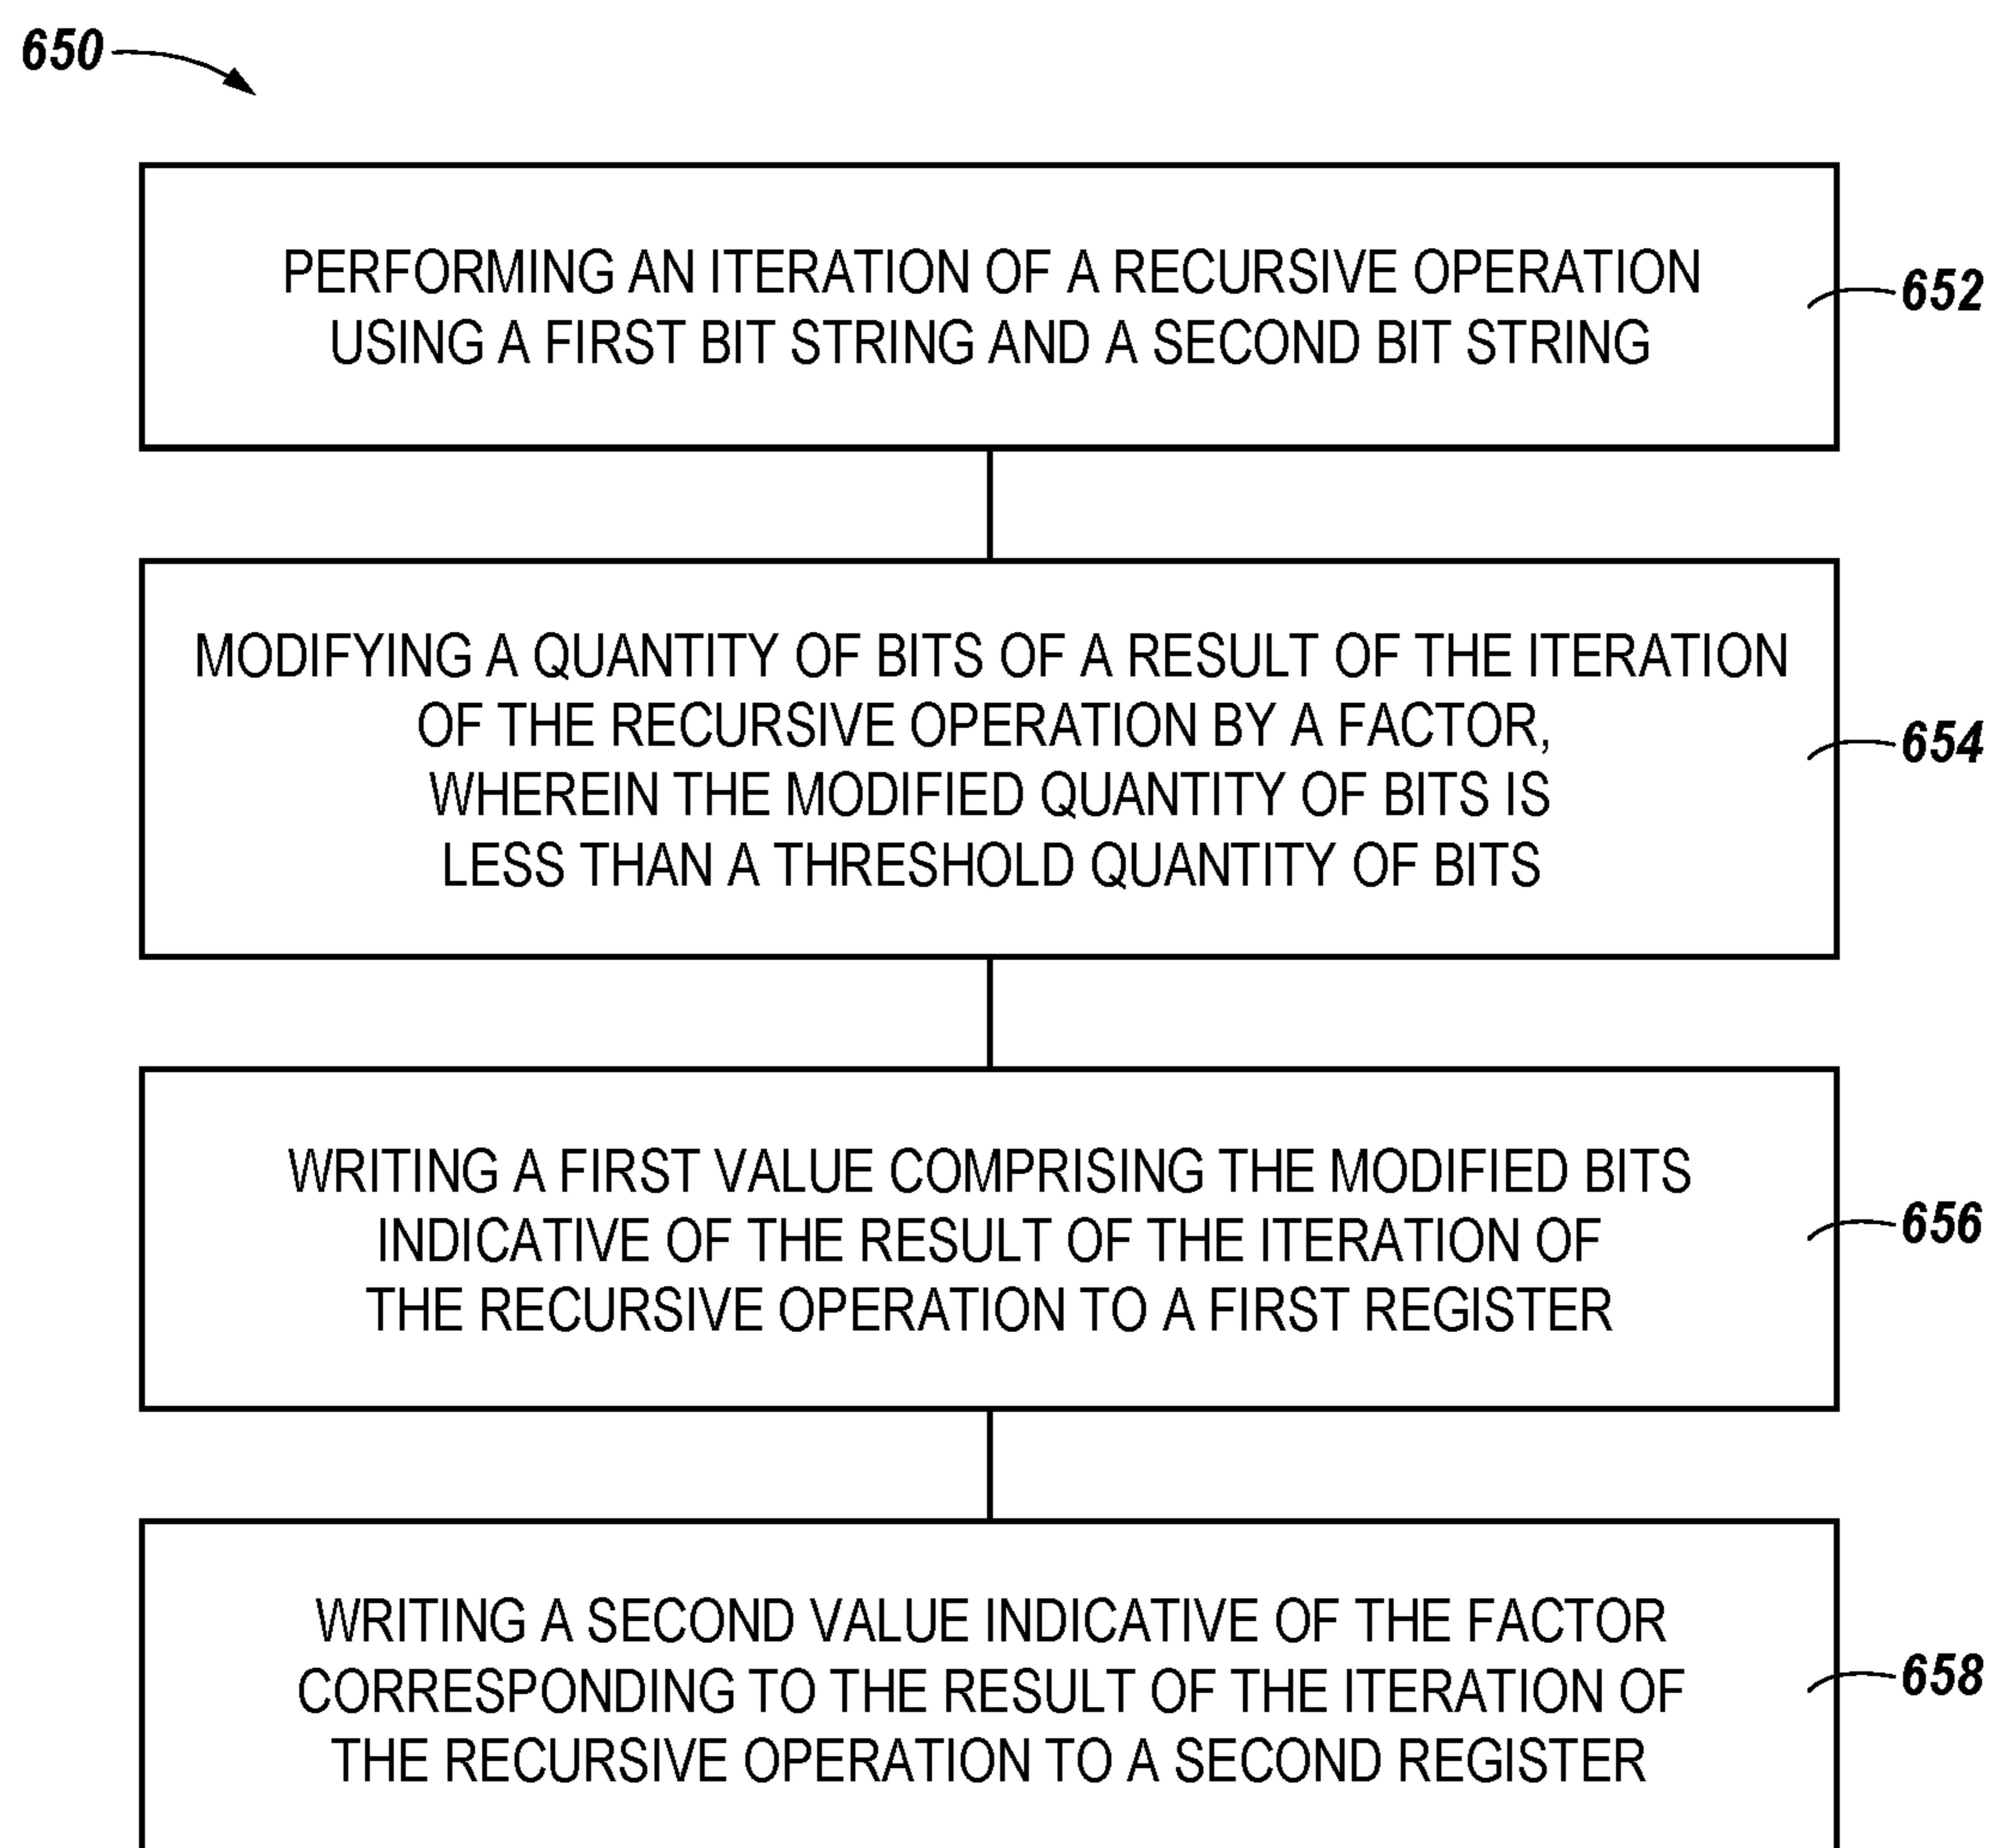 650
PERFORMING AN ITERATION OF A RECURSIVE OPERATION
USING A FIRST BIT STRING AND A SECOND BIT STRING
652
MODIFYING A QUANTITY OF BITS OF A RESULT OF THE ITERATION
OF THE RECURSIVE OPERATION BY A FACTOR,
WHEREIN THE MODIFIED QUANTITY OF BITS IS
LESS THAN A THRESHOLD QUANTITY OF BITS
654
WRITING A FIRST VALUE COMPRISING THE MODIFIED BITS
INDICATIVE OF THE RESULT OF THE ITERATION OF
THE RECURSIVE OPERATION TO A FIRST REGISTER
656
WRITING A SECOND VALUE INDICATIVE OF THE FACTOR
CORRESPONDING TO THE RESULT OF THE ITERATION OF
THE RECURSIVE OPERATION TO A SECOND REGISTER
658